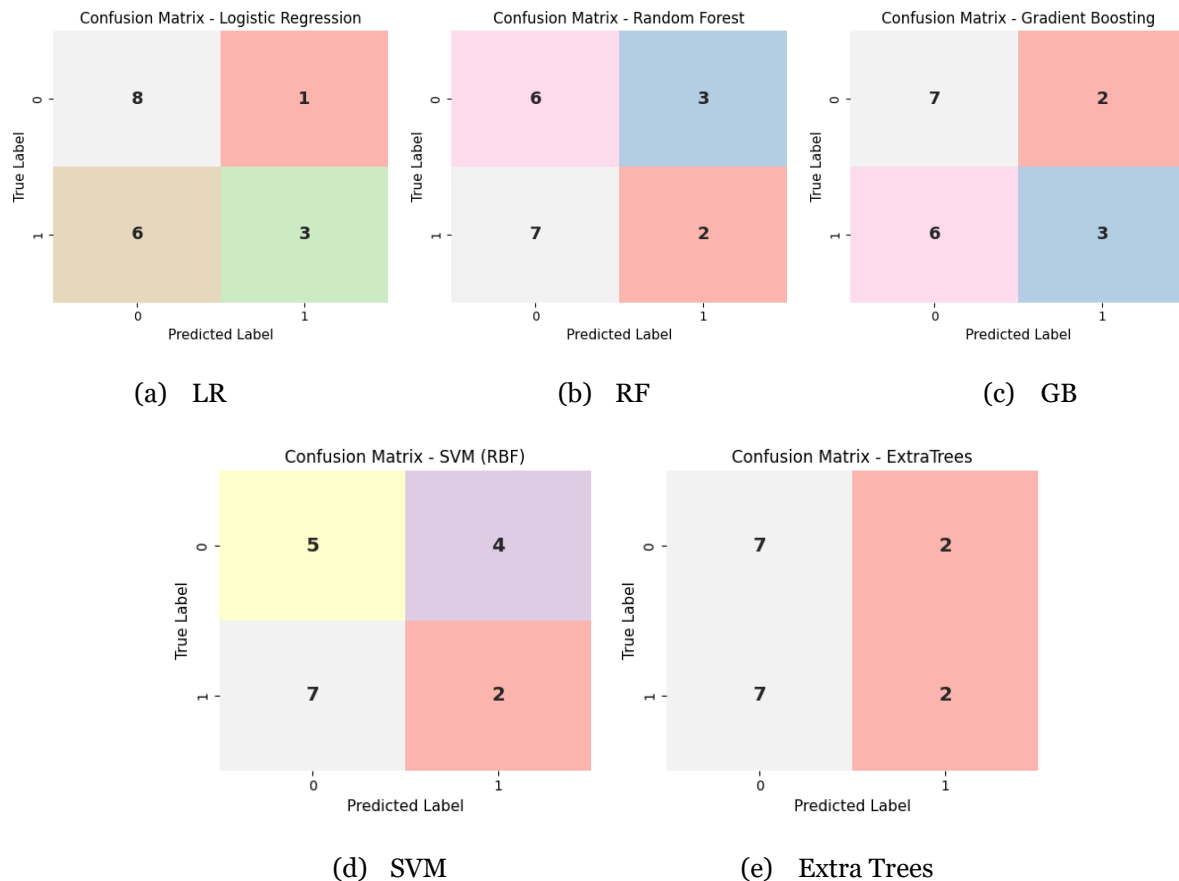 Confusion Matrix - Logistic Regression
0
8
1
True Label
1
6
3
0
1
Predicted Label
(a) LR
Confusion Matrix - Random Forest
0
6
3
True Label
1
7
2
0
1
Predicted Label
(b) RF
Confusion Matrix - Gradient Boosting
0
7
2
True Label
1
6
3
0
1
Predicted Label
(c) GB
Confusion Matrix - SVM (RBF)
0
5
4
True Label
1
7
2
0
1
Predicted Label
(d) SVM
Confusion Matrix - ExtraTrees
0
7
2
True Label
1
7
2
0
1
Predicted Label
(e) Extra Trees